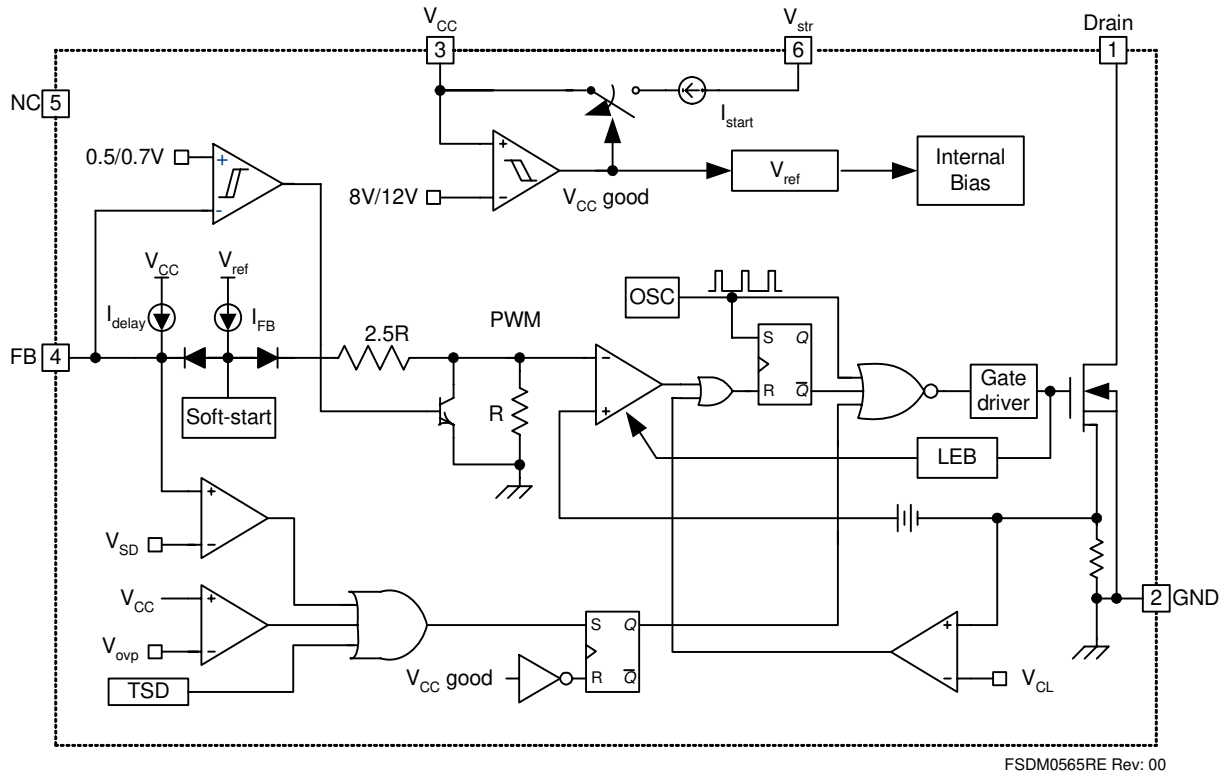 VCC
Vstr
Drain
3
6
1
NC 5
Istart
0.5/0.7V
+
-
+
-
8V/12V
VCC good
Vref
Internal
Bias
VCC
Vref
Idelay
IFB
FB 4
Soft-start
2.5R
PWM
R
OSC
S Q
R Q̅
-
+
Gate
driver
LEB
+
-
VSD
VCC
+
-
Vovp
TSD
S Q
R Q̅
VCC good
2 GND
+
-
VCL
FSDM0565RE Rev: 00